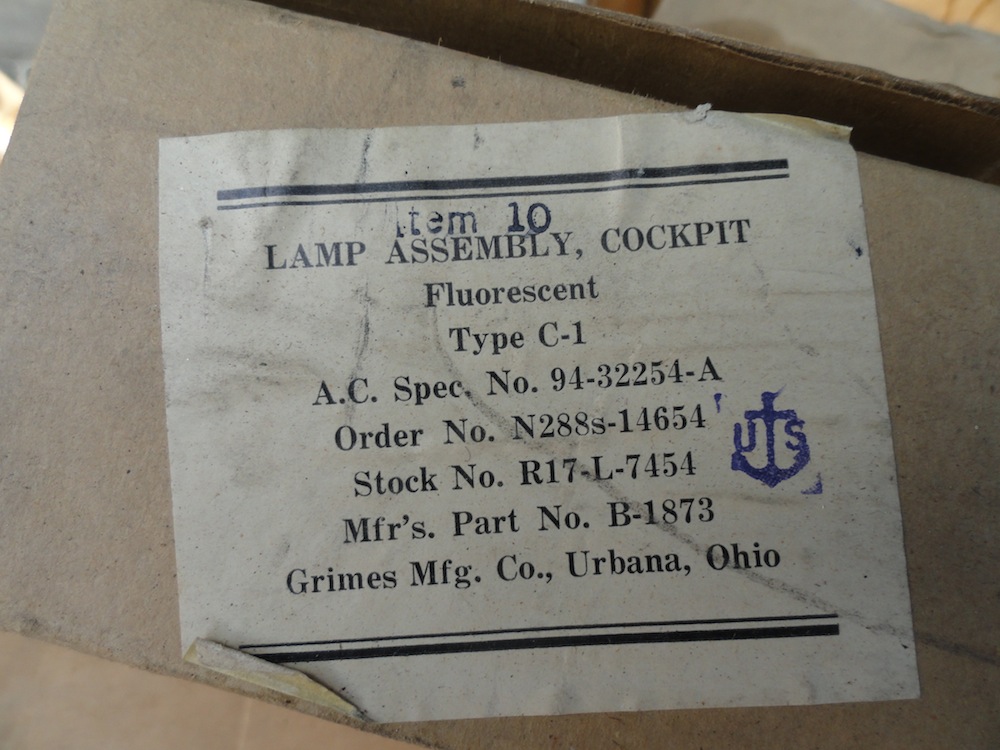 Item 10
LAMP ASSEMBLY, COCKPIT
Fluorescent
Type C-1
A.C. Spec. No. 94-32254-A
Order No. N288s-14654
Stock No. R17-L-7454
Mfr's. Part No. B-1873
Grimes Mfg. Co., Urbana, Ohio
US